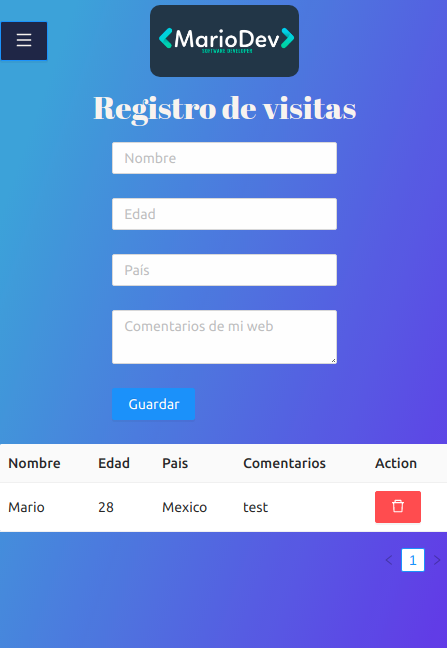 <MarioDev>
SOFTWARE DEVELOPER
Registro de visitas
Nombre
Edad
País
Comentarios de mi web
Guardar
Nombre Edad Pais Comentarios Action
Mario 28 Mexico test
< 1 >